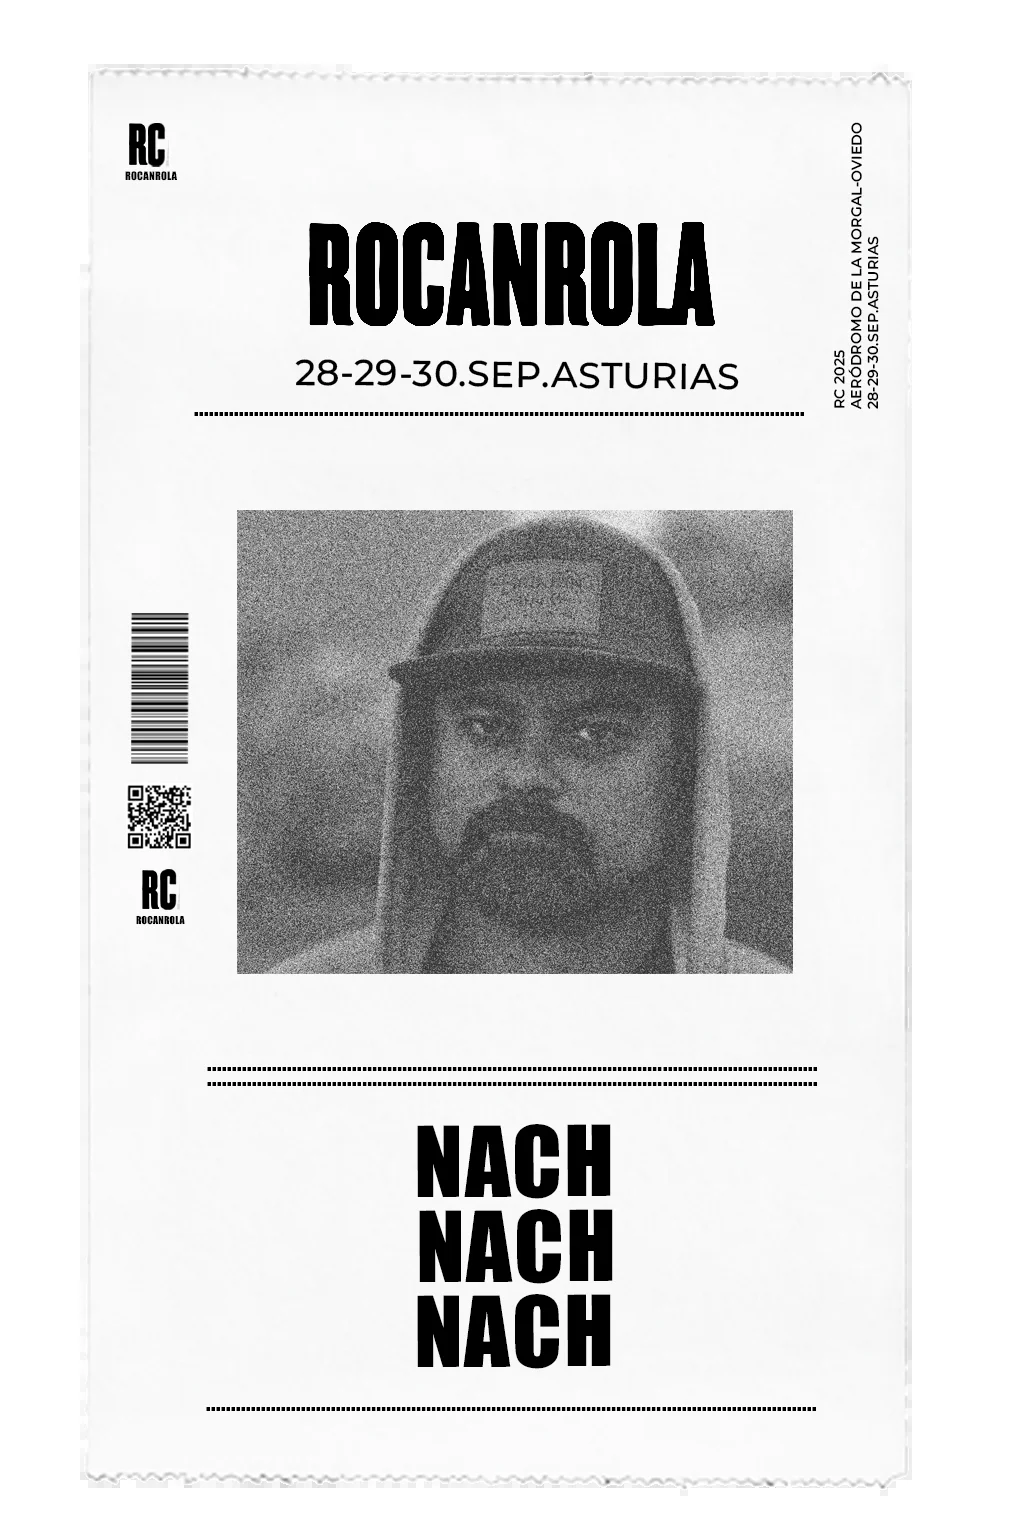 RC
ROCANROLA
ROCANROLA
28-29-30.SEP.ASTURIAS
RC 2025
AERÓDROMO DE LA MORGAL-OVIEDO
28-29-30.SEP.ASTURIAS
RC
ROCANROLA
NACH
NACH
NACH